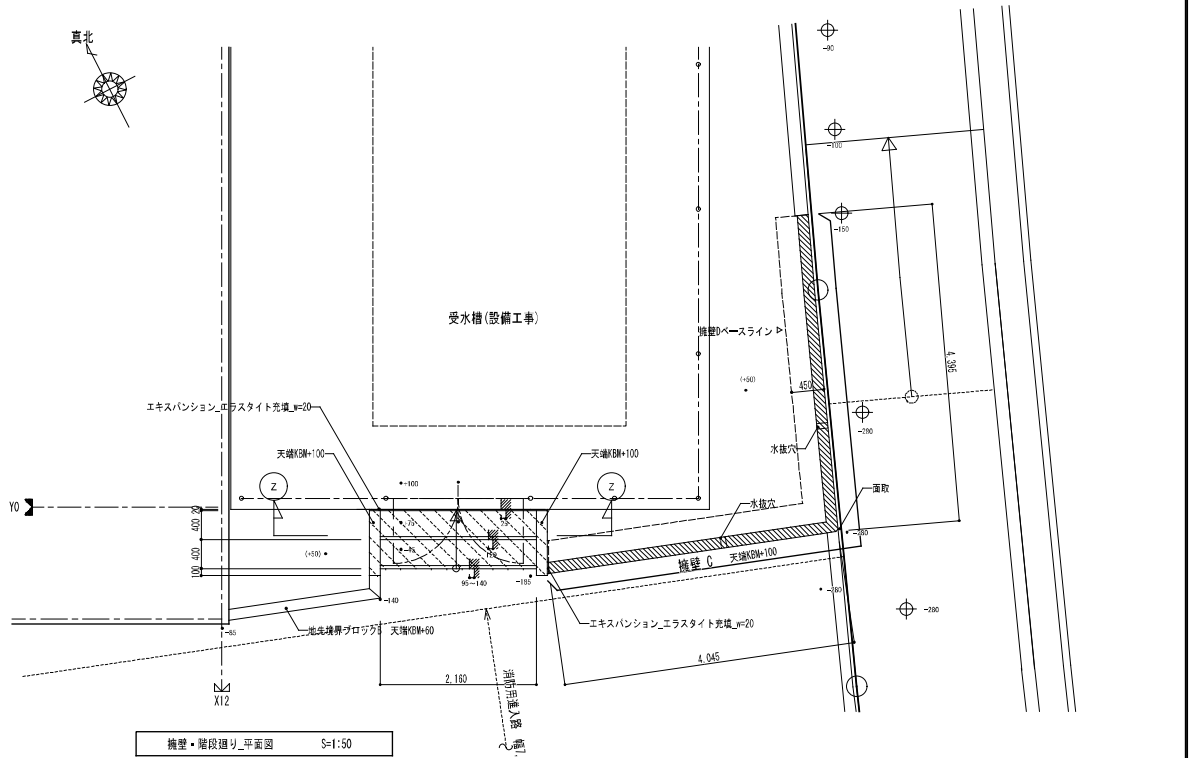 真北
-90
-100
-150
受水槽(設備工事)
擁壁Dベースライン
4,395
(+50)
450
エキスパンション_エラスタイト充填_w=20
天端KBM+100
天端KBM+100
-280
水抜穴
Z
Z
+100
面取
水抜穴
Y0
20
400
400
100
-75
75
-280
(+50)
擁壁 C 天端KBM+100
95～140
-185
-280
-280
-140
地先境界ブロックB 天端KBM+60
エキスパンション_エラスタイト充填_w=20
-85
4,045
2,160
消防用進入路 幅7.
X12
擁壁・階段廻り_平面図 S=1:50